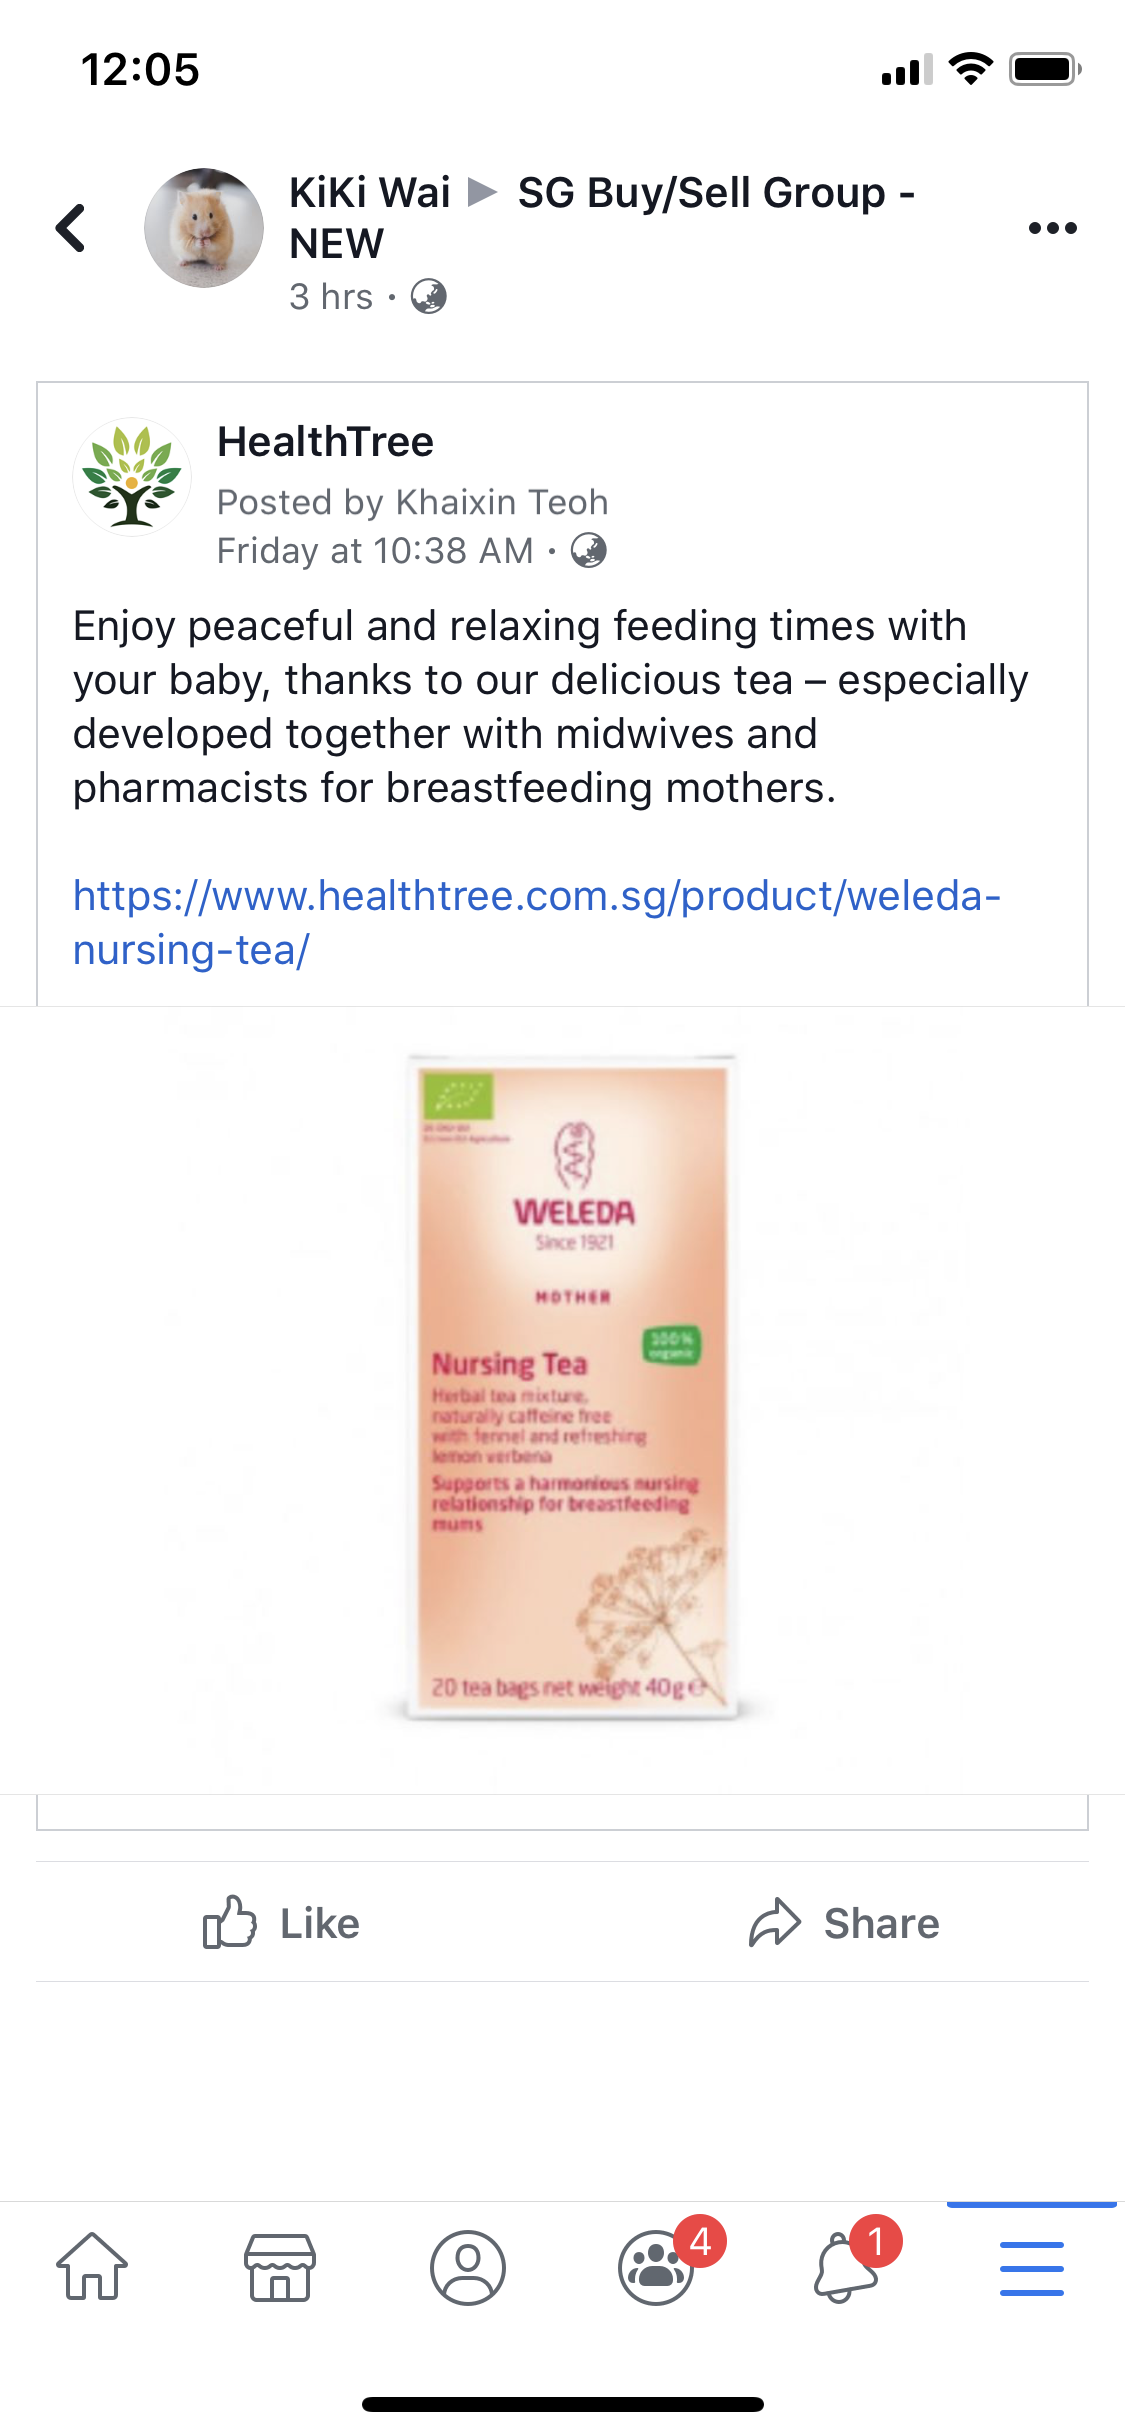 12:05
KiKi Wai ▶ SG Buy/Sell Group -
NEW
3 hrs ·
HealthTree
Posted by Khaixin Teoh
Friday at 10:38 AM ·
Enjoy peaceful and relaxing feeding times with
your baby, thanks to our delicious tea – especially
developed together with midwives and
pharmacists for breastfeeding mothers.
https://www.healthtree.com.sg/product/weleda-
nursing-tea/
WELEDA
Since 1921
MOTHER
100%
organic
Nursing Tea
Herbal tea mixture,
naturally caffeine free
with fennel and refreshing
lemon verbena
Supports a harmonious nursing
relationship for breastfeeding
mums
20 tea bags net weight 40g e
Like
Share
4
1